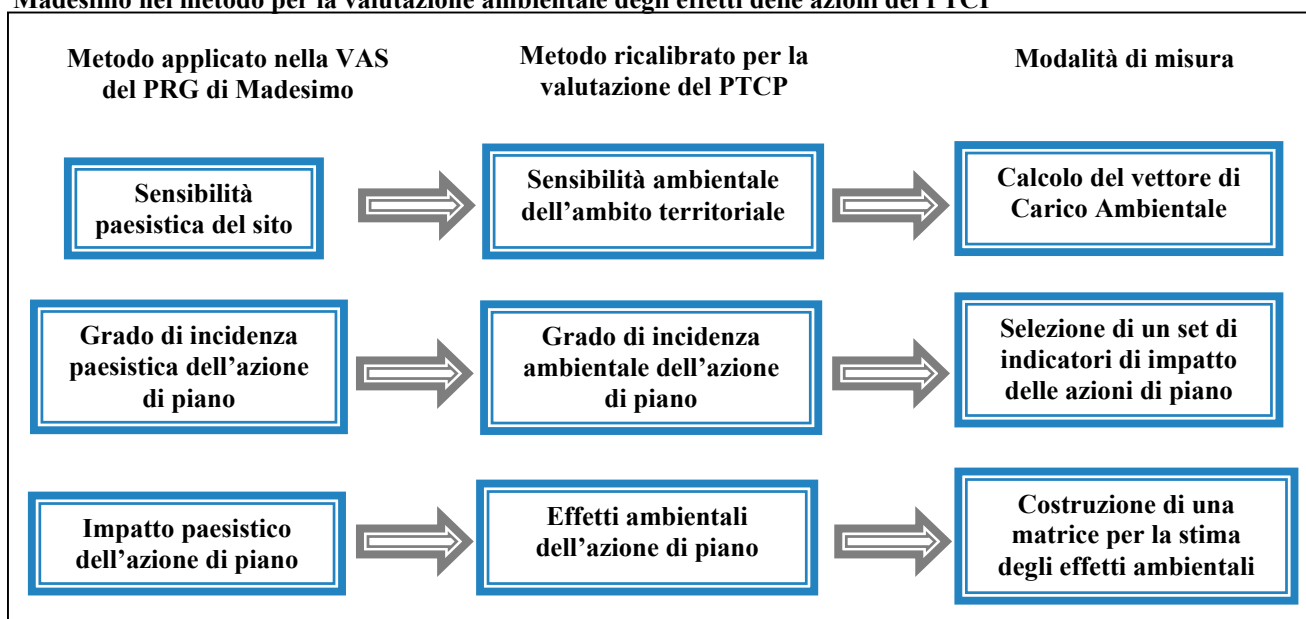 Madesimo nel metodo per la valutazione ambientale degli effetti delle azioni del PTCP
Metodo applicato nella VAS
del PRG di Madesimo
Metodo ricalibrato per la
valutazione del PTCP
Modalità di misura
Sensibilità
paesistica del sito
Sensibilità ambientale
dell’ambito territoriale
Calcolo del vettore di
Carico Ambientale
Grado di incidenza
paesistica dell’azione
di piano
Grado di incidenza
ambientale dell’azione
di piano
Selezione di un set di
indicatori di impatto
delle azioni di piano
Impatto paesistico
dell’azione di piano
Effetti ambientali
dell’azione di piano
Costruzione di una
matrice per la stima
degli effetti ambientali